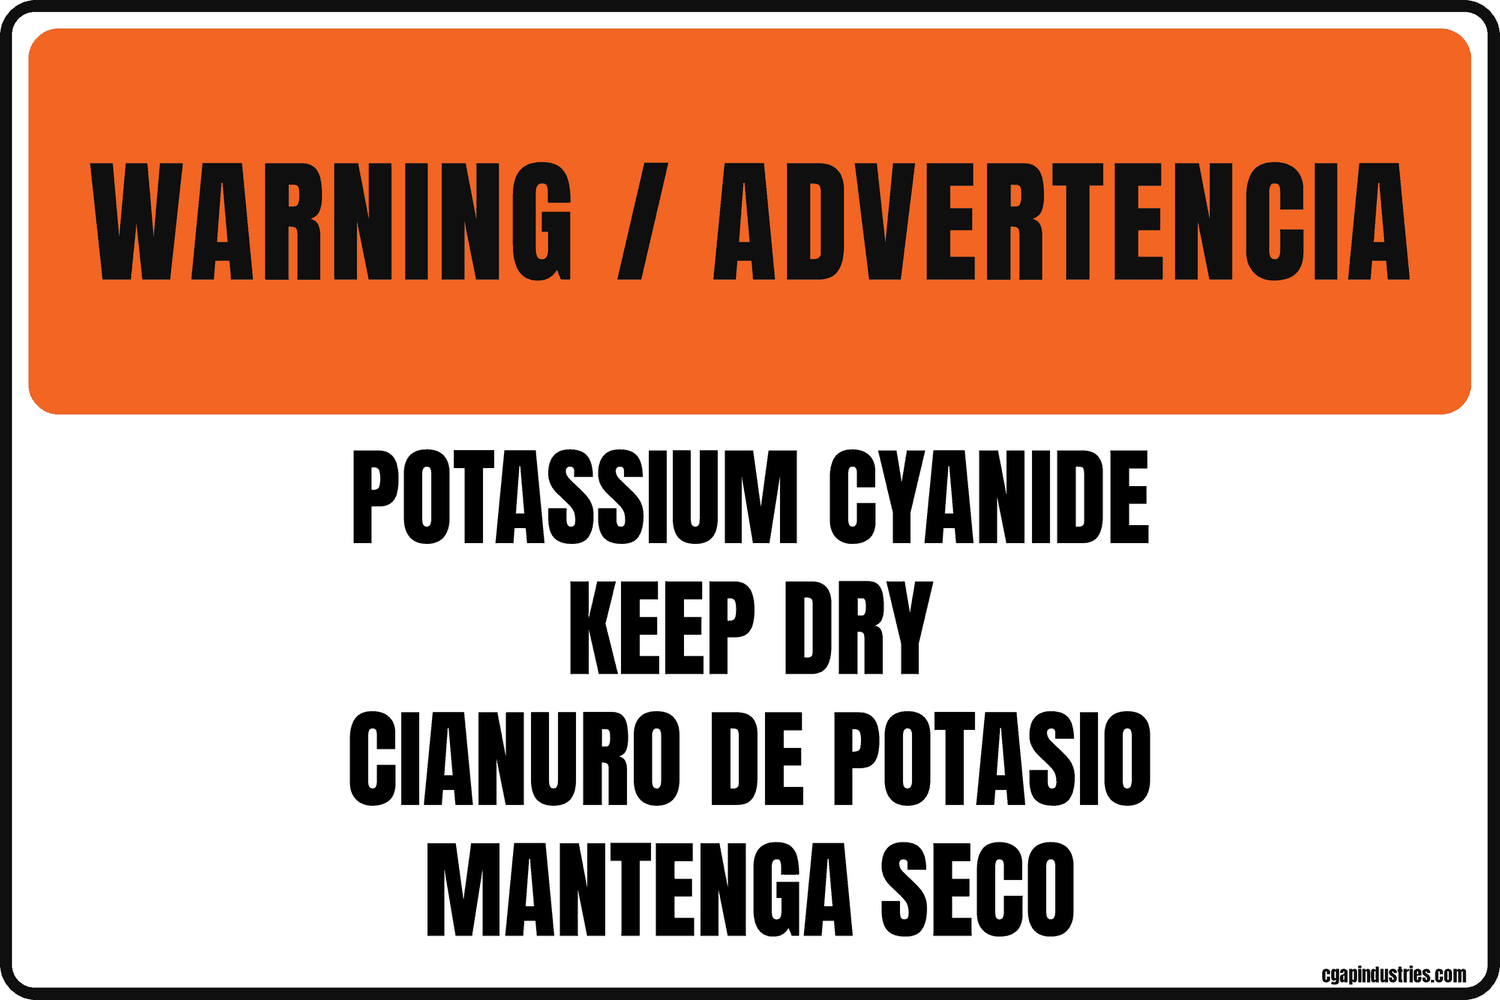 WARNING / ADVERTENCIA
POTASSIUM CYANIDE
KEEP DRY
CIANURO DE POTASIO
MANTENGA SECO
cgapindustries.com